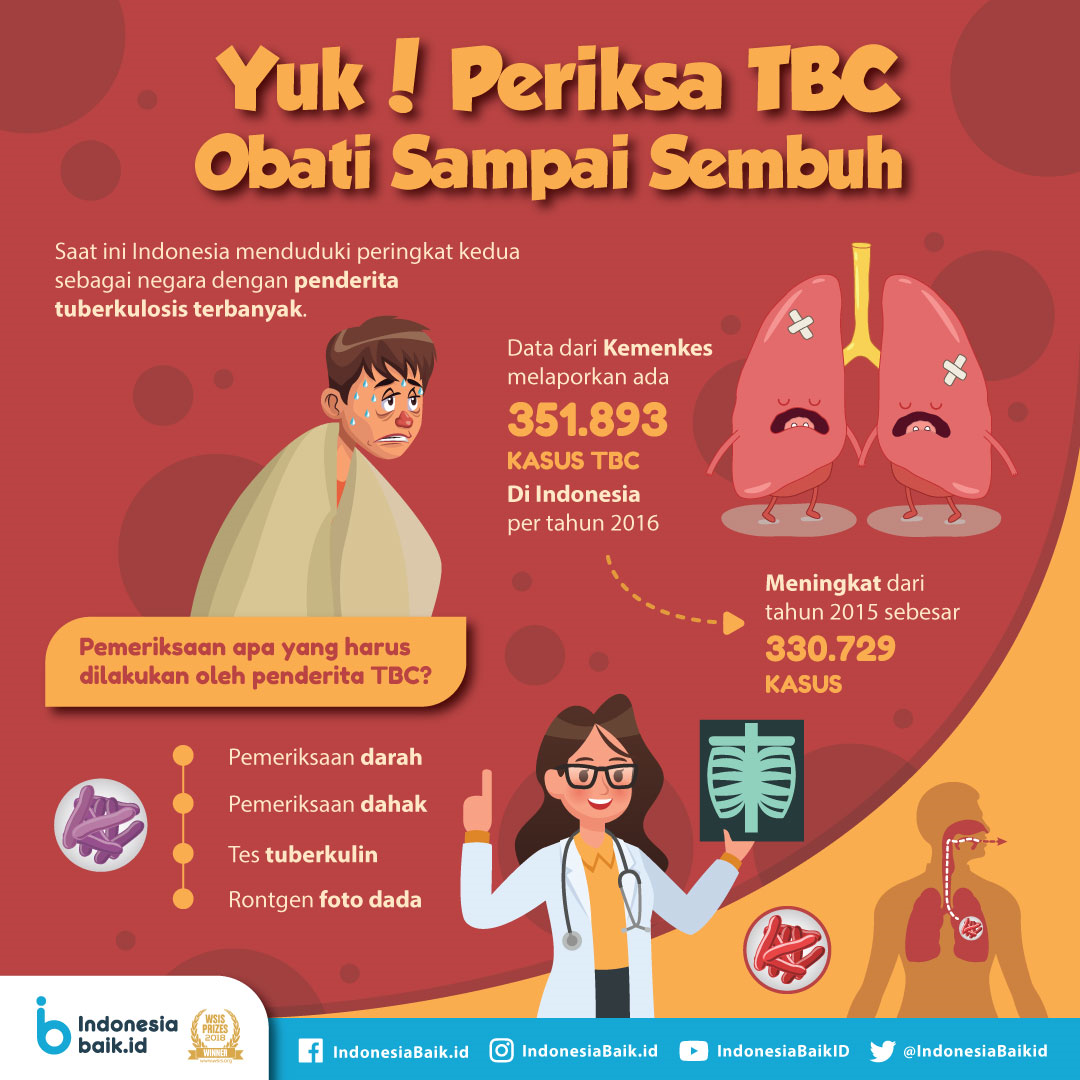 Yuk! Periksa TBC
Obati Sampai Sembuh
Saat ini Indonesia menduduki peringkat kedua
sebagai negara dengan penderita
tuberkulosis terbanyak.
Data dari Kemenkes
melaporkan ada
351.893
KASUS TBC
Di Indonesia
per tahun 2016
Meningkat dari
tahun 2015 sebesar
330.729
KASUS
Pemeriksaan apa yang harus
dilakukan oleh penderita TBC?
Pemeriksaan darah
Pemeriksaan dahak
Tes tuberkulin
Rontgen foto dada
Indonesia
baik.id
WSIS
PRIZES
2018
WINNER
IndonesiaBaik.id
IndonesiaBaik.id
IndonesiaBaikID
@IndonesiaBaikid